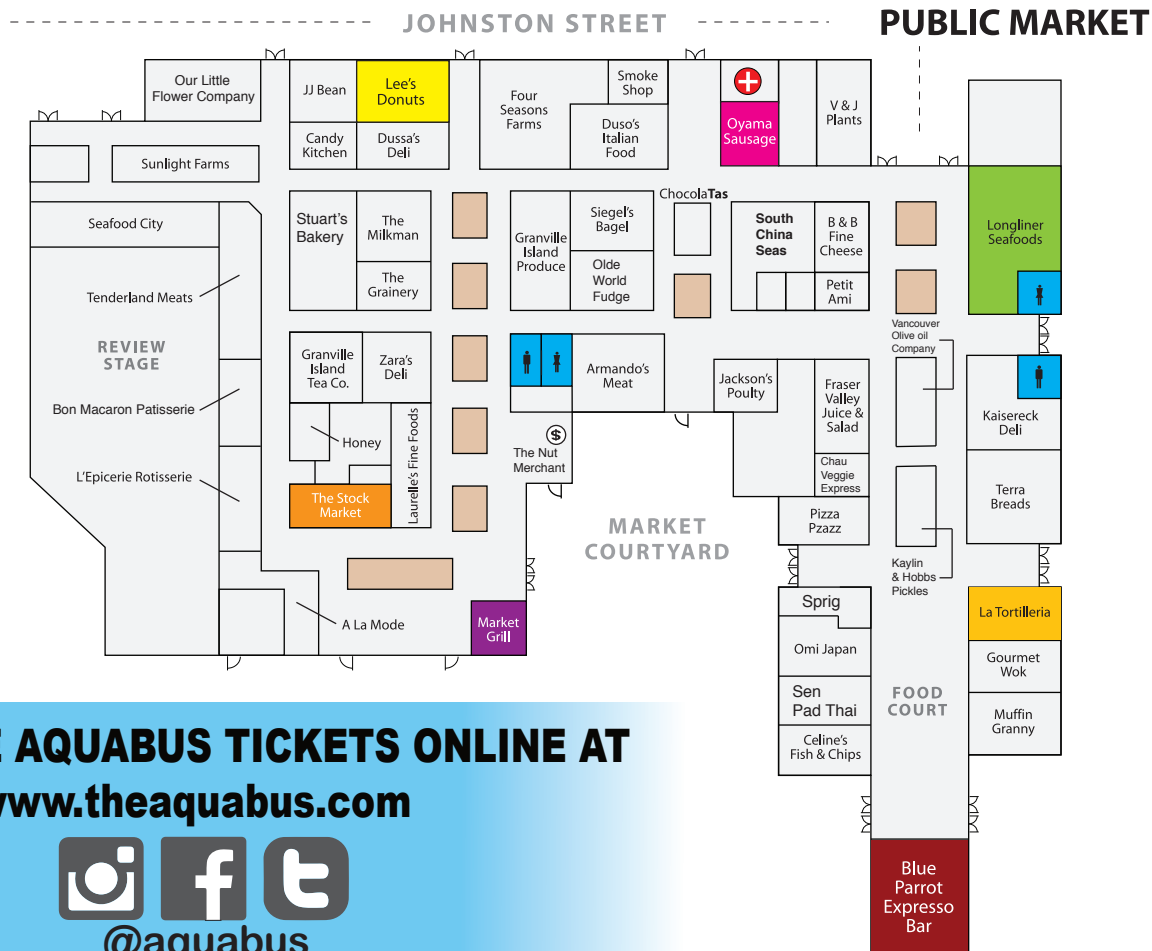 JOHNSTON STREET
PUBLIC MARKET
Our Little
Flower Company
JJ Bean
Lee's
Donuts
Four
Seasons
Farms
Smoke
Shop
V & J
Plants
Candy
Kitchen
Dussa's
Deli
Duso's
Italian
Food
Oyama
Sausage
Sunlight Farms
Seafood City
Stuart's
Bakery
The
Milkman
The
Grainery
Granville
Island
Produce
Siegel's
Bagel
Olde
World
Fudge
ChocolaTas
South
China
Seas
B & B
Fine
Cheese
Petit
Ami
Longliner
Seafoods
Tenderland Meats
REVIEW
STAGE
Bon Macaron Patisserie
L'Epicerie Rotisserie
Granville
Island
Tea Co.
Zara's
Deli
Honey
Laurelle's Fine Foods
The Stock
Market
Armando's
Meat
$
The Nut
Merchant
Jackson's
Poulty
Fraser
Valley
Juice &
Salad
Chau
Veggie
Express
Pizza
Pzazz
Vancouver
Olive oil
Company
Kaisereck
Deli
Terra
Breads
MARKET
COURTYARD
Kaylin
& Hobbs
Pickles
A La Mode
Market
Grill
Sprig
Omi Japan
Sen
Pad Thai
Celine's
Fish & Chips
FOOD
COURT
La Tortilleria
Gourmet
Wok
Muffin
Granny
Blue
Parrot
Expresso
Bar
E AQUABUS TICKETS ONLINE AT
www.theaquabus.com
@aquabus